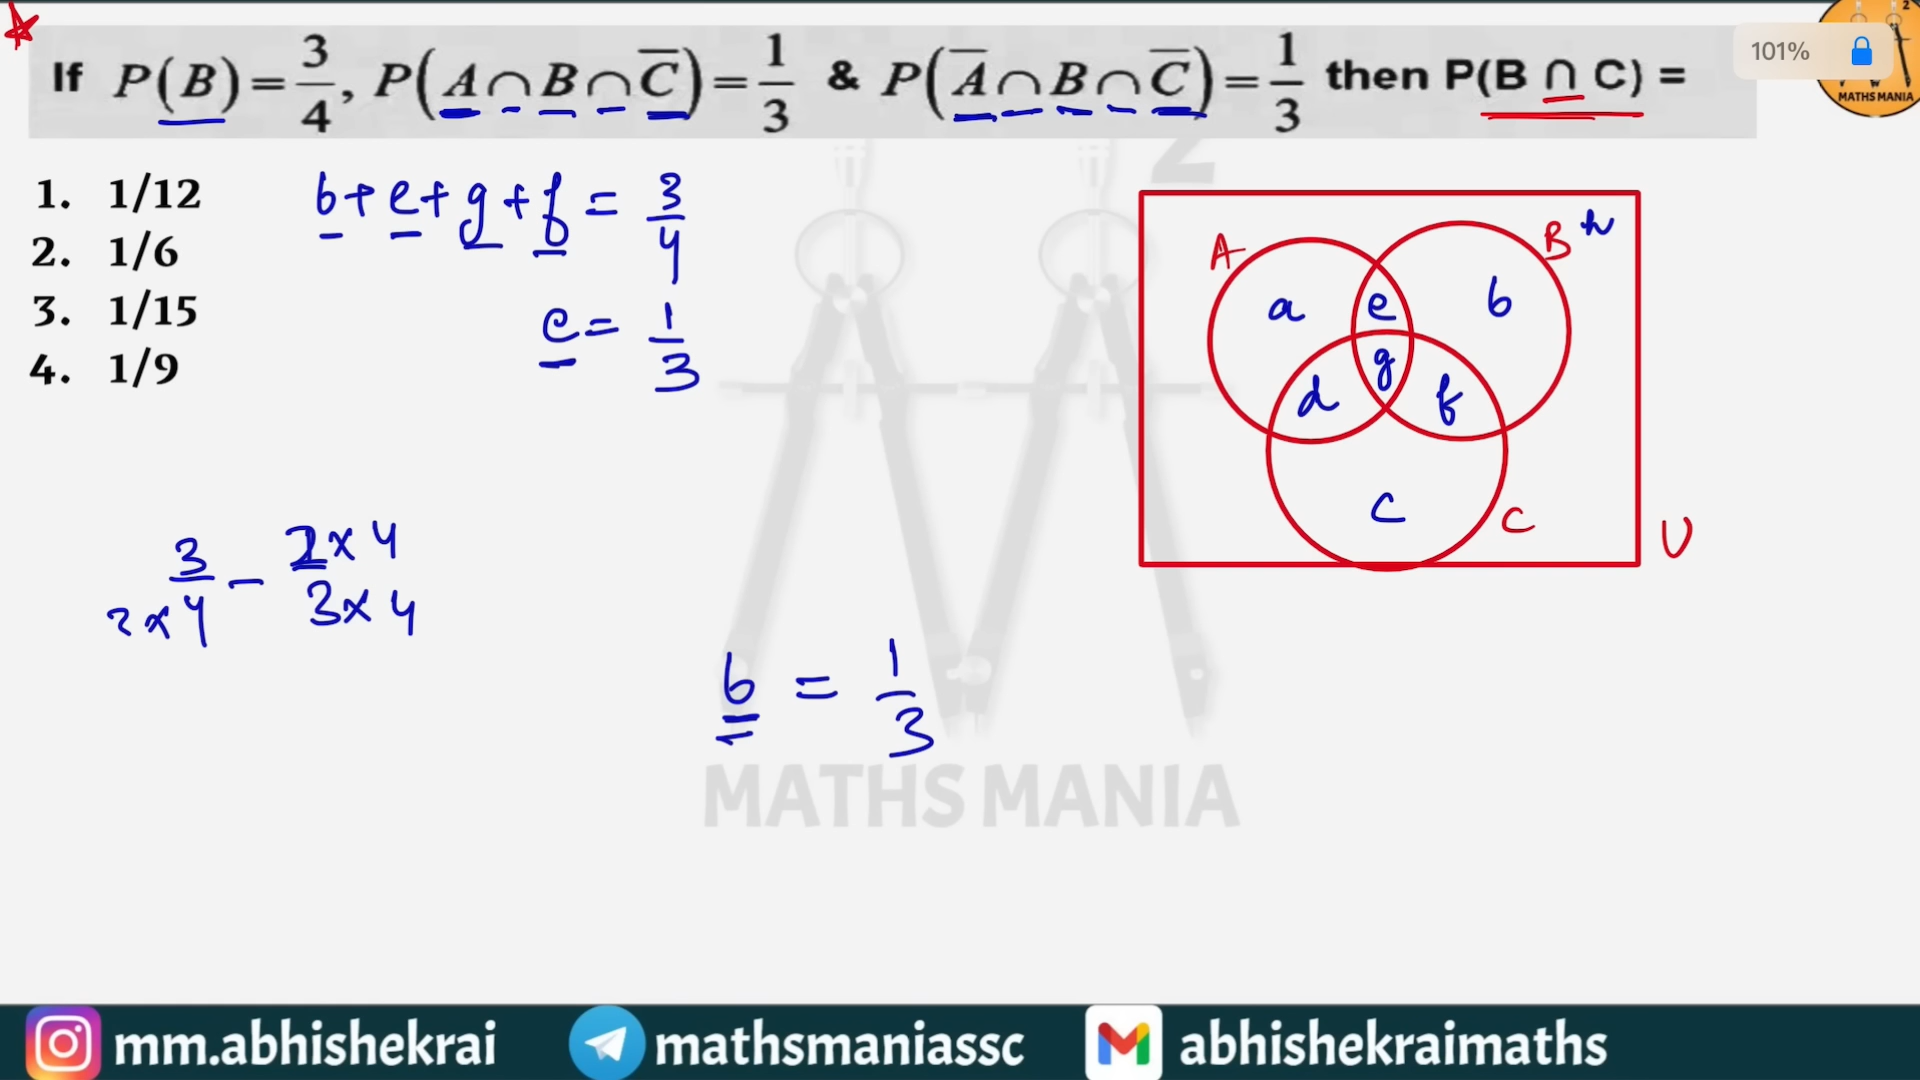 If P(B) = 3/4, P(A ∩ B ∩ C̅) = 1/3 & P(A̅ ∩ B ∩ C̅) = 1/3 then P(B ∩ C) =
101%
2
MATHS MANIA
1. 1/12
2. 1/6
3. 1/15
4. 1/9
b + e + g + f = 3/4
e = 1/3
A
B
h
a
e
b
g
d
f
c
C
U
2
3/(3×4) - (2×4)/(3×4)
b = 1/3
MATHS MANIA
mm.abhishekrai
mathsmaniassc
abhishekraimaths